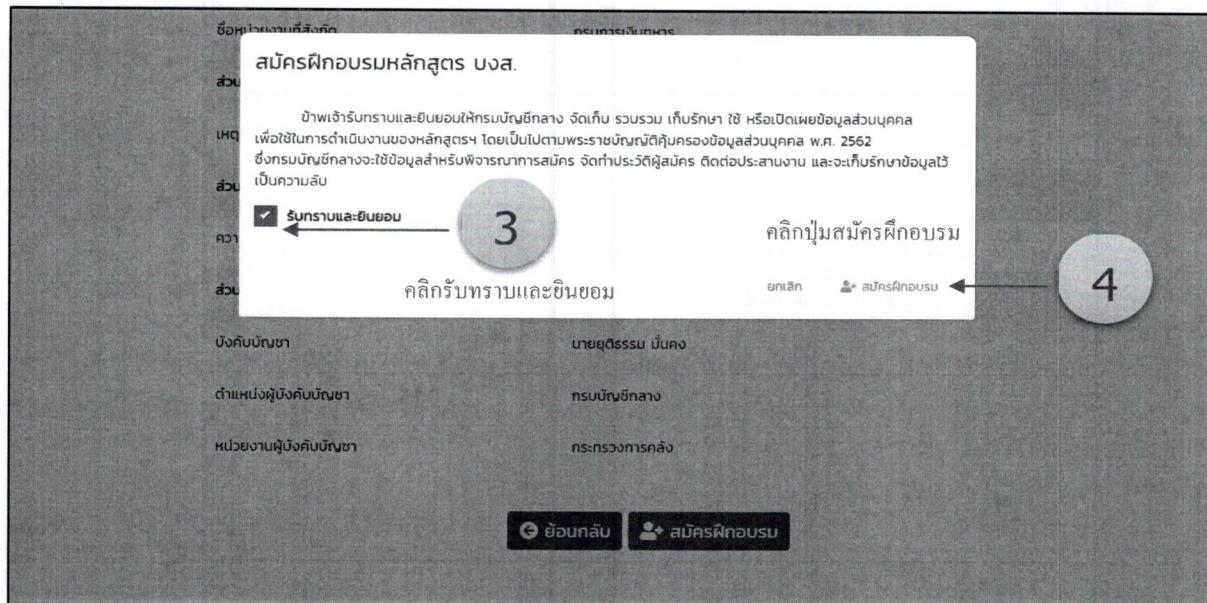 ชื่อหน่วยงานที่สังกัด กรมการเงินทหาร
สมัครฝึกอบรมหลักสูตร บงส.
ส่วน
ข้าพเจ้ารับทราบและยินยอมให้กรมบัญชีกลาง จัดเก็บ รวบรวม เก็บรักษา ใช้ หรือเปิดเผยข้อมูลส่วนบุคคล
เหตุ
เพื่อใช้ในการดำเนินงานของหลักสูตรฯ โดยเป็นไปตามพระราชบัญญัติคุ้มครองข้อมูลส่วนบุคคล พ.ศ. 2562
ซึ่งกรมบัญชีกลางจะใช้ข้อมูลสำหรับพิจารณาการสมัคร จัดทำประวัติผู้สมัคร ติดต่อประสานงาน และจะเก็บรักษาข้อมูลไว้
ส่วน
เป็นความลับ
รับทราบและยินยอม
3
ควา
คลิกปุ่มสมัครฝึกอบรม
ส่วน
คลิกรับทราบและยินยอม
ยกเลิก สมัครฝึกอบรม
4
บังคับบัญชา นายยุติธรรม มั่นคง
ตำแหน่งผู้บังคับบัญชา กรมบัญชีกลาง
หน่วยงานผู้บังคับบัญชา กระทรวงการคลัง
ย้อนกลับ สมัครฝึกอบรม